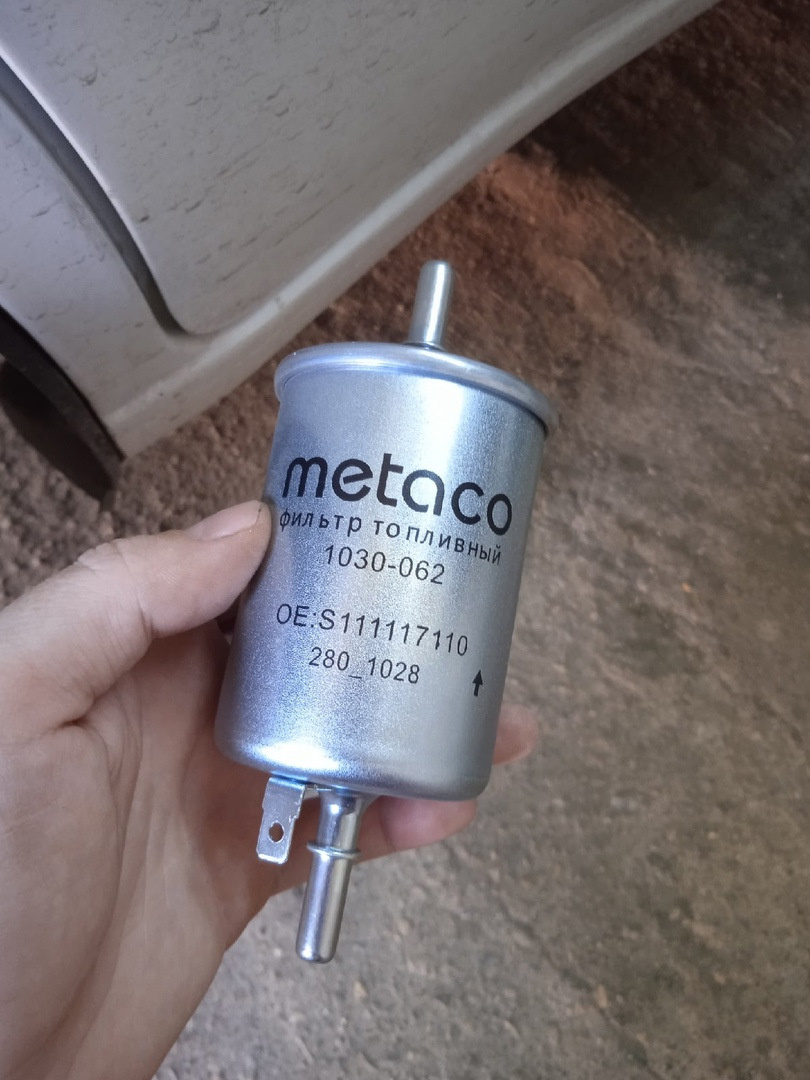 metaco
фильтр топливный
1030-062
OE:S111117110
280_1028